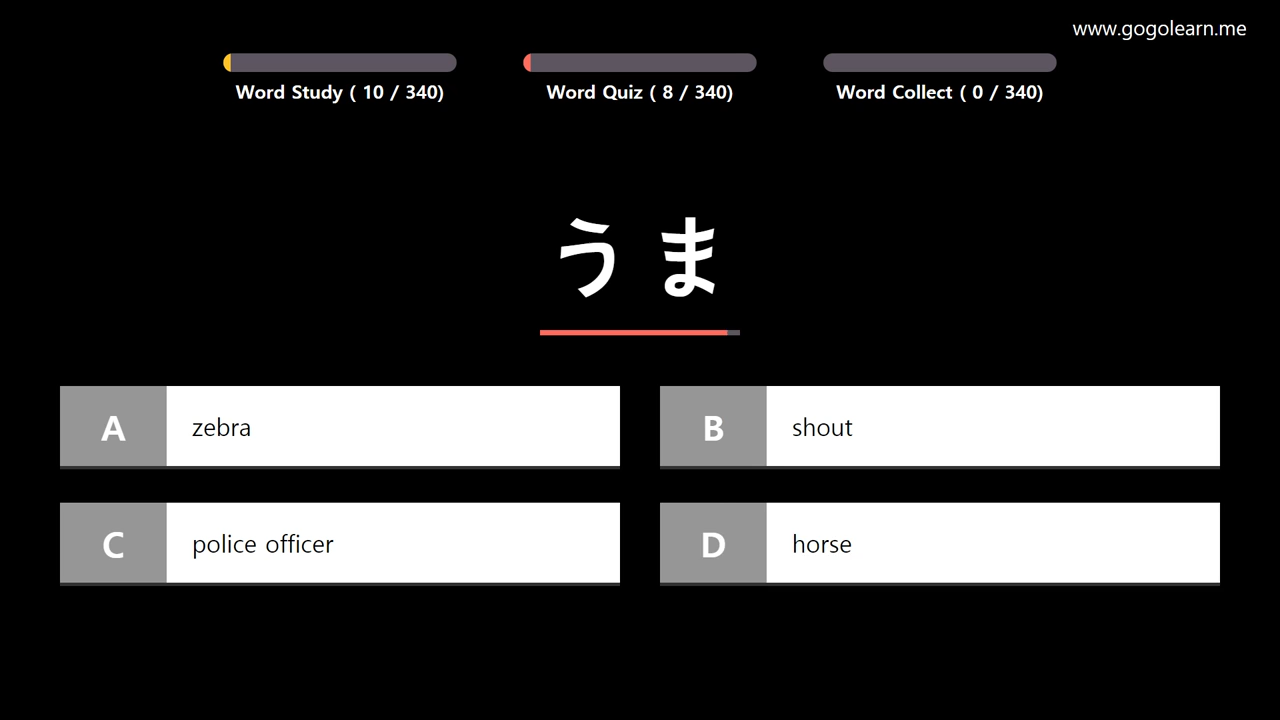 www.gogolearn.me
Word Study ( 10 / 340)
Word Quiz ( 8 / 340)
Word Collect ( 0 / 340)
うま
A zebra
B shout
C police officer
D horse